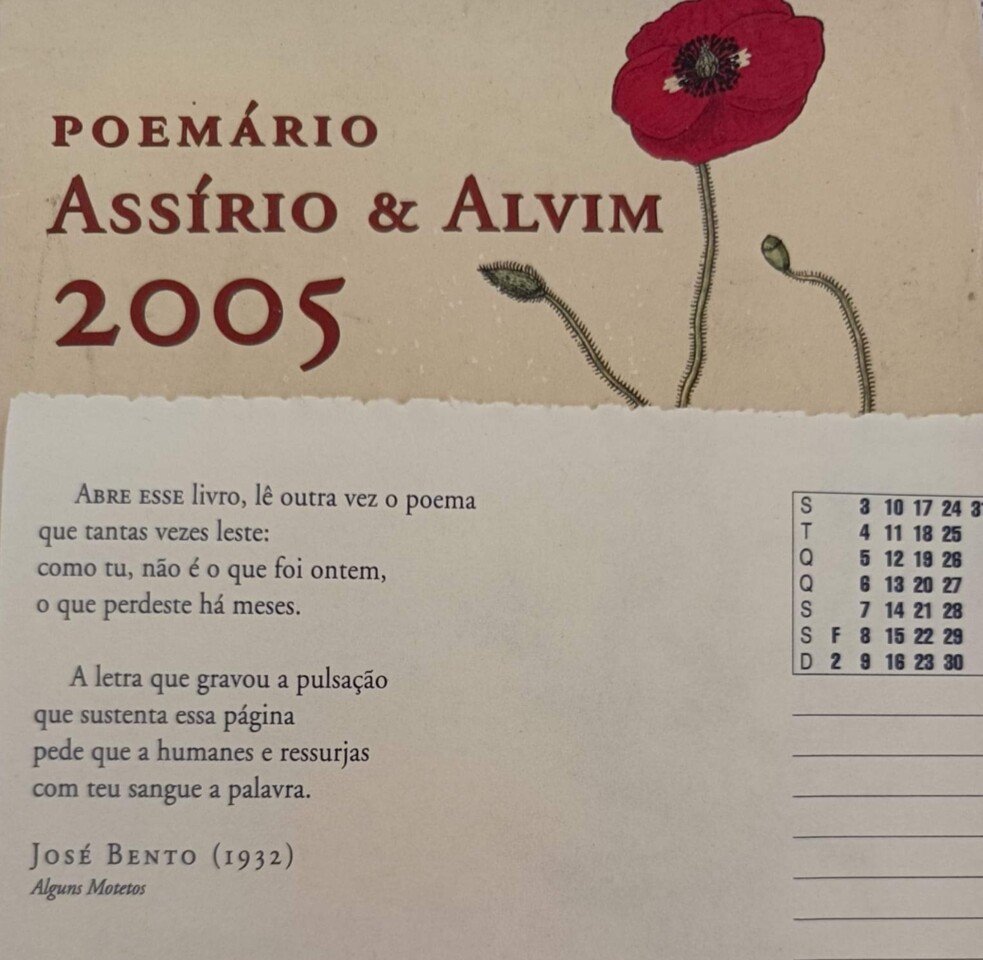 POEMÁRIO
ASSÍRIO & ALVIM
2005
ABRE ESSE livro, lê outra vez o poema
que tantas vezes leste:
como tu, não é o que foi ontem,
o que perdeste há meses.
A letra que gravou a pulsação
que sustenta essa página
pede que a humanes e ressurjas
com teu sangue a palavra.
JOSÉ BENTO (1932)
Alguns Motetos
S 3 10 17 24 31
T 4 11 18 25
Q 5 12 19 26
Q 6 13 20 27
S 7 14 21 28
S F 8 15 22 29
D 2 9 16 23 30